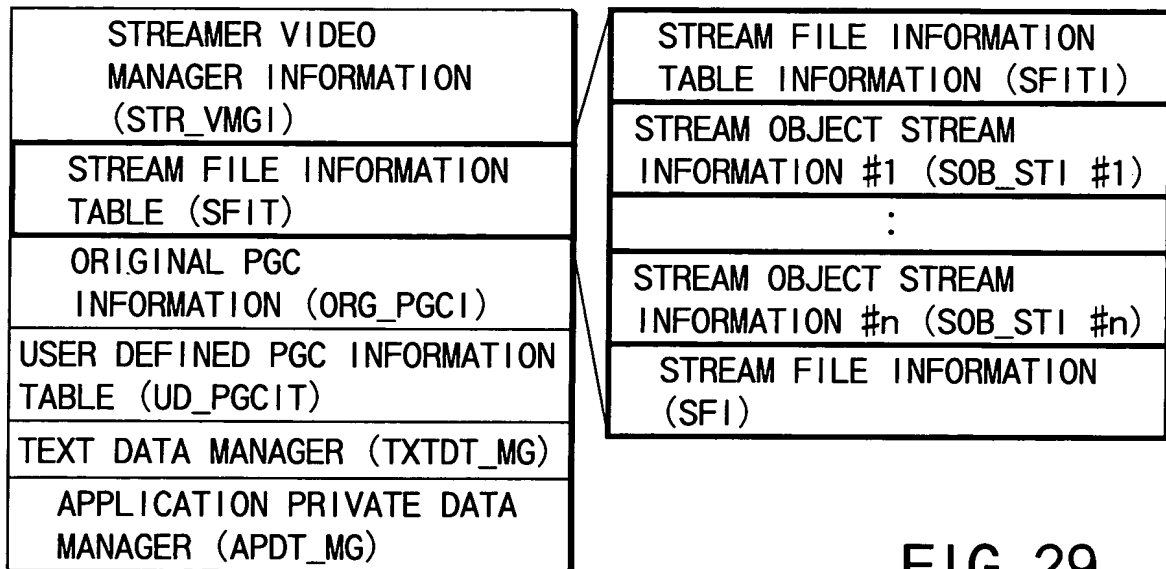 STREAMER VIDEO
MANAGER INFORMATION
(STR_VMGI)
STREAM FILE INFORMATION
TABLE (SFIT)
ORIGINAL PGC
INFORMATION (ORG_PGCI)
USER DEFINED PGC INFORMATION
TABLE (UD_PGCIT)
TEXT DATA MANAGER (TXTDT_MG)
APPLICATION PRIVATE DATA
MANAGER (APDT_MG)
STREAM FILE INFORMATION
TABLE INFORMATION (SFITI)
STREAM OBJECT STREAM
INFORMATION #1 (SOB_STI #1)
:
STREAM OBJECT STREAM
INFORMATION #n (SOB_STI #n)
STREAM FILE INFORMATION
(SFI)
FIG. 29